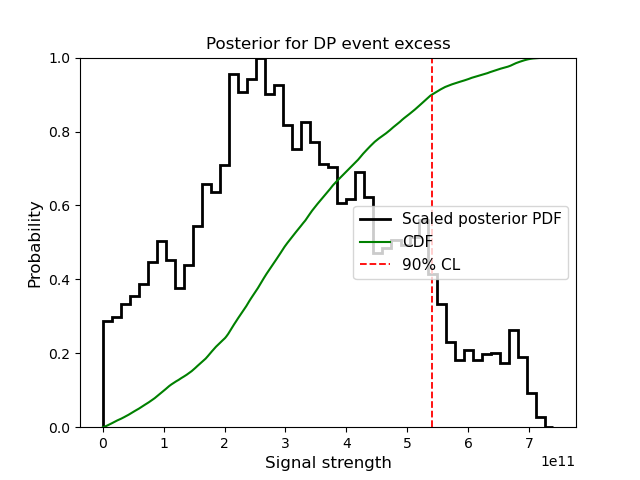 Posterior for DP event excess
1.0
0.8
0.6
0.4
0.2
0.0
Probability
Scaled posterior PDF
CDF
90% CL
0 1 2 3 4 5 6 7
1e11
Signal strength